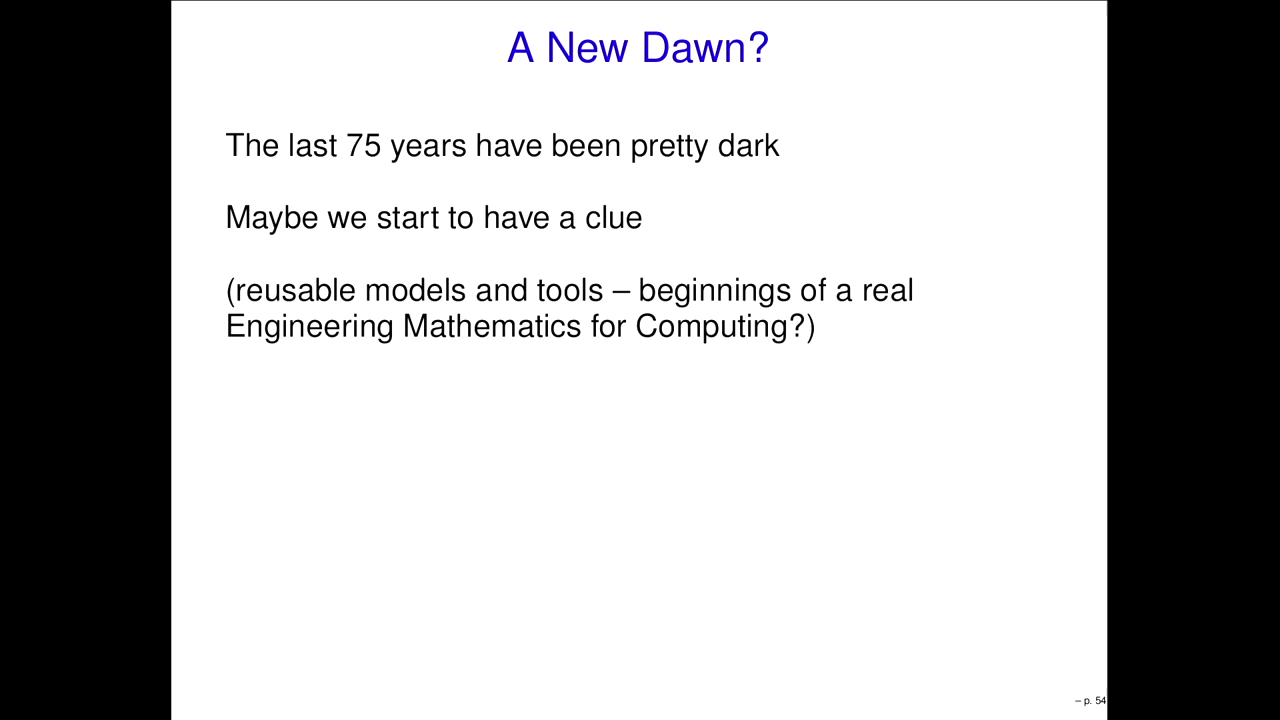 A New Dawn?
The last 75 years have been pretty dark
Maybe we start to have a clue
(reusable models and tools – beginnings of a real
Engineering Mathematics for Computing?)
– p. 54